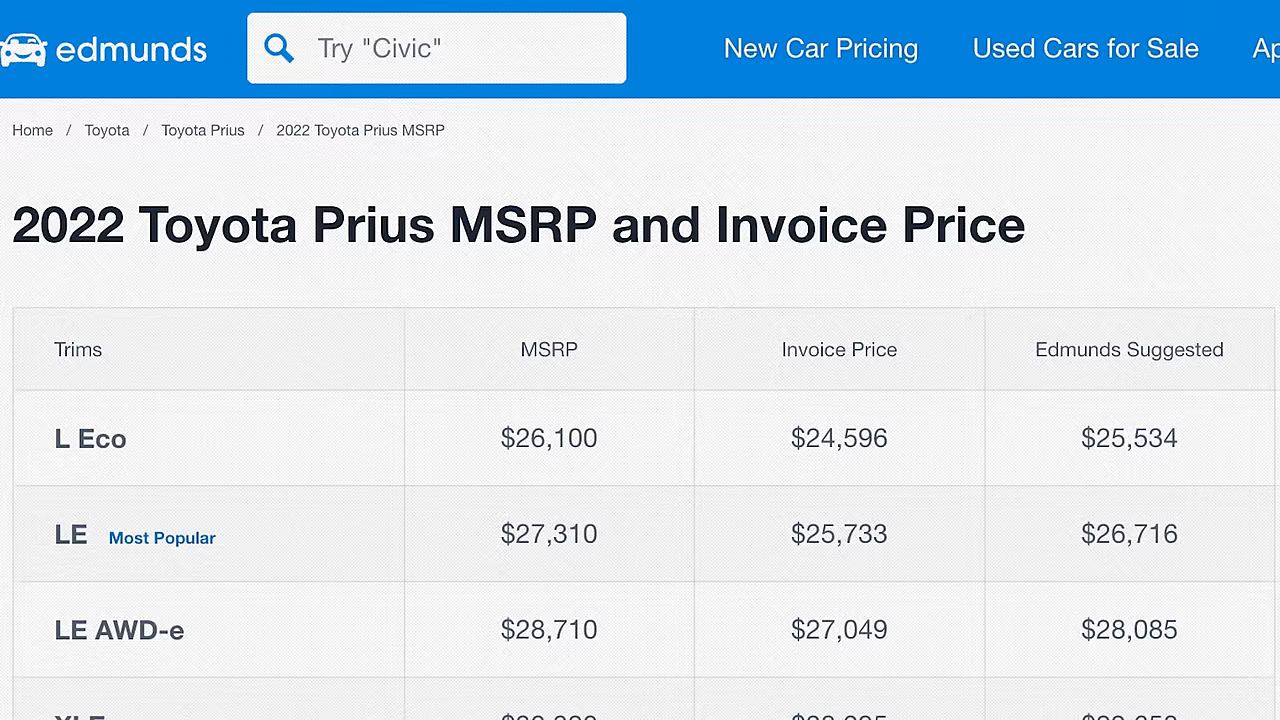 edmunds Try "Civic" New Car Pricing Used Cars for Sale
Home / Toyota / Toyota Prius / 2022 Toyota Prius MSRP
2022 Toyota Prius MSRP and Invoice Price
Trims MSRP Invoice Price Edmunds Suggested
L Eco $26,100 $24,596 $25,534
LE Most Popular $27,310 $25,733 $26,716
LE AWD-e $28,710 $27,049 $28,085